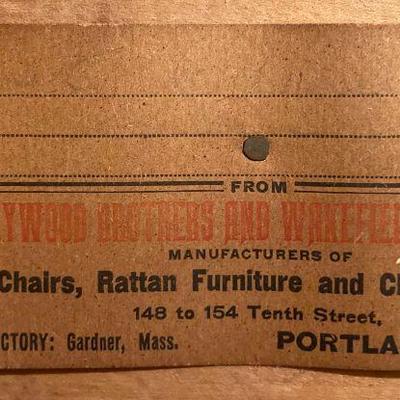 FROM
YWOOD BROTHERS AND WAKEFIE
MANUFACTURERS OF
Chairs, Rattan Furniture and C
148 to 154 Tenth Street,
CTORY: Gardner, Mass. PORTLA